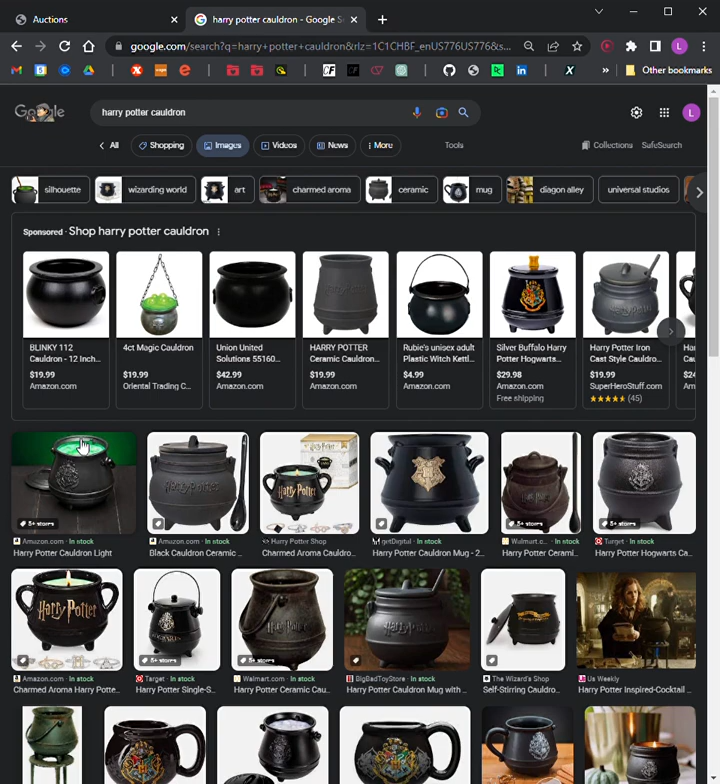 Auctions
harry potter cauldron - Google S
google.com/search?q=harry+potter+cauldron&rlz=1C1CHBF_enUS776US776&s...
Other bookmarks
Google
harry potter cauldron
All Shopping Images Videos News More Tools Collections SafeSearch
silhouette wizarding world art charmed aroma ceramic mug diagon alley universal studios
Sponsored · Shop harry potter cauldron
BLINKY 112 Cauldron - 12 Inch...
$19.99
Amazon.com
4ct Magic Cauldron
$19.99
Oriental Trading C...
Union United Solutions 55160...
$42.99
Amazon.com
HARRY POTTER Ceramic Cauldron...
$19.99
Amazon.com
Rubie's unisex adult Plastic Witch Kettl...
$4.99
Amazon.com
Silver Buffalo Harry Potter Hogwarts...
$29.98
Amazon.com
Free shipping
Harry Potter Iron Cast Style Cauldro...
$19.99
SuperHeroStuff.com
(45)
5+ stores
Amazon.com · In stock
Harry Potter Cauldron Light
Amazon.com · In stock
Black Cauldron Ceramic ...
Harry Potter
Harry Potter Shop
Charmed Aroma Cauldro...
getDigital · In stock
Harry Potter Cauldron Mug - 2...
5+ stores
Walmart.c... · In stock
Harry Potter Cerami...
5+ stores
Target · In stock
Harry Potter Hogwarts Ca...
Harry Potter
Amazon.com · In stock
Charmed Aroma Harry Potte...
5+ stores
Target · In stock
Harry Potter Single-S...
5+ stores
Walmart.com · In stock
Harry Potter Ceramic Cau...
BigBadToyStore · In stock
Harry Potter Cauldron Mug with ...
The Wizard's Shop
Self-Stirring Cauldro...
Us Weekly
Harry Potter Inspired-Cocktail ...